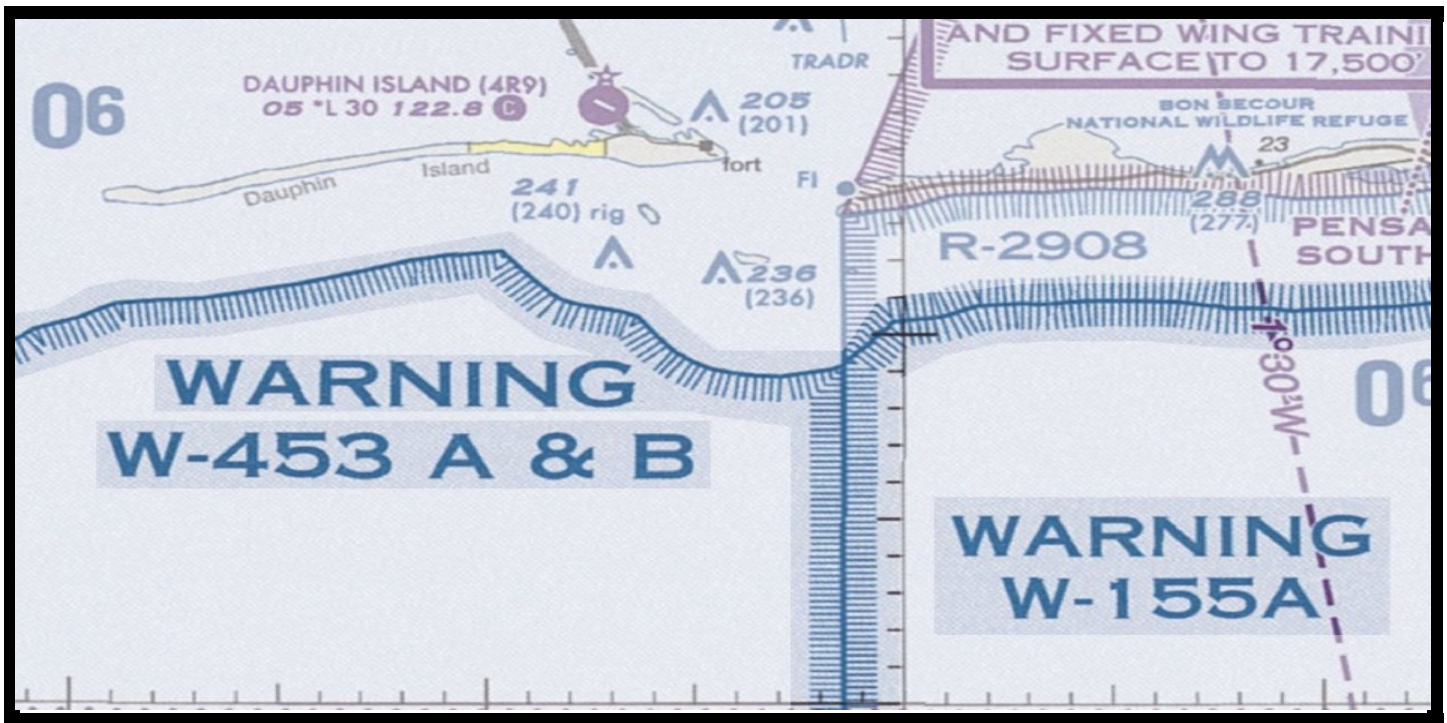 AND FIXED WING TRAINI
SURFACE TO 17,500'
TRADR
DAUPHIN ISLAND (4R9)
05 *L 30 122.8 C
06
205
(201)
BON SECOUR
NATIONAL WILDLIFE REFUGE
23
fort
Island
Dauphin
FI
241
(240) rig
288
(277)
PENSA
SOUTH
R-2908
236
(236)
1°30'W
WARNING
W-453 A & B
06
WARNING
W-155A